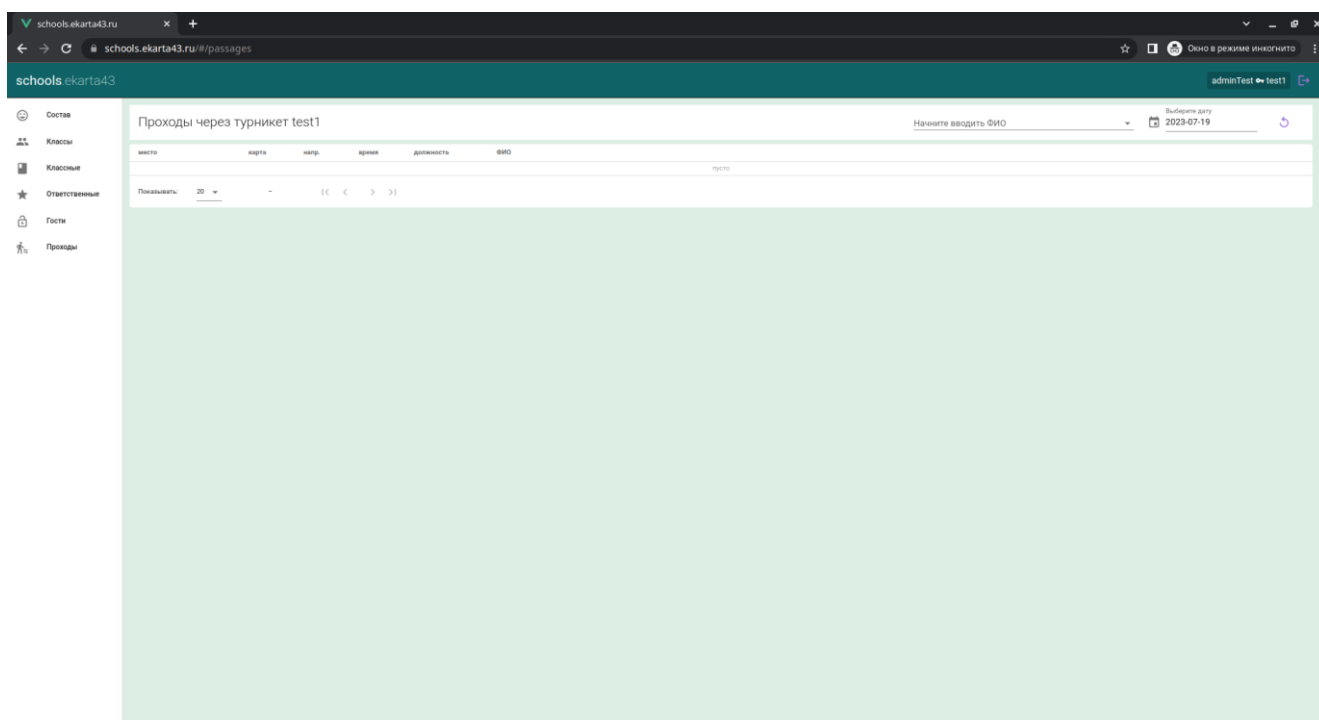 schools.ekarta43.ru
schools.ekarta43.ru/#/passages
Окно в режиме инкогнито
schools.ekarta43
adminTest test1
Состав
Классы
Классные
Ответственные
Гости
Проходы
Проходы через турникет test1
Начните вводить ФИО
Выберите дату
2023-07-19
место карта напр. время должность ФИО
пусто
Показывать: 20 –